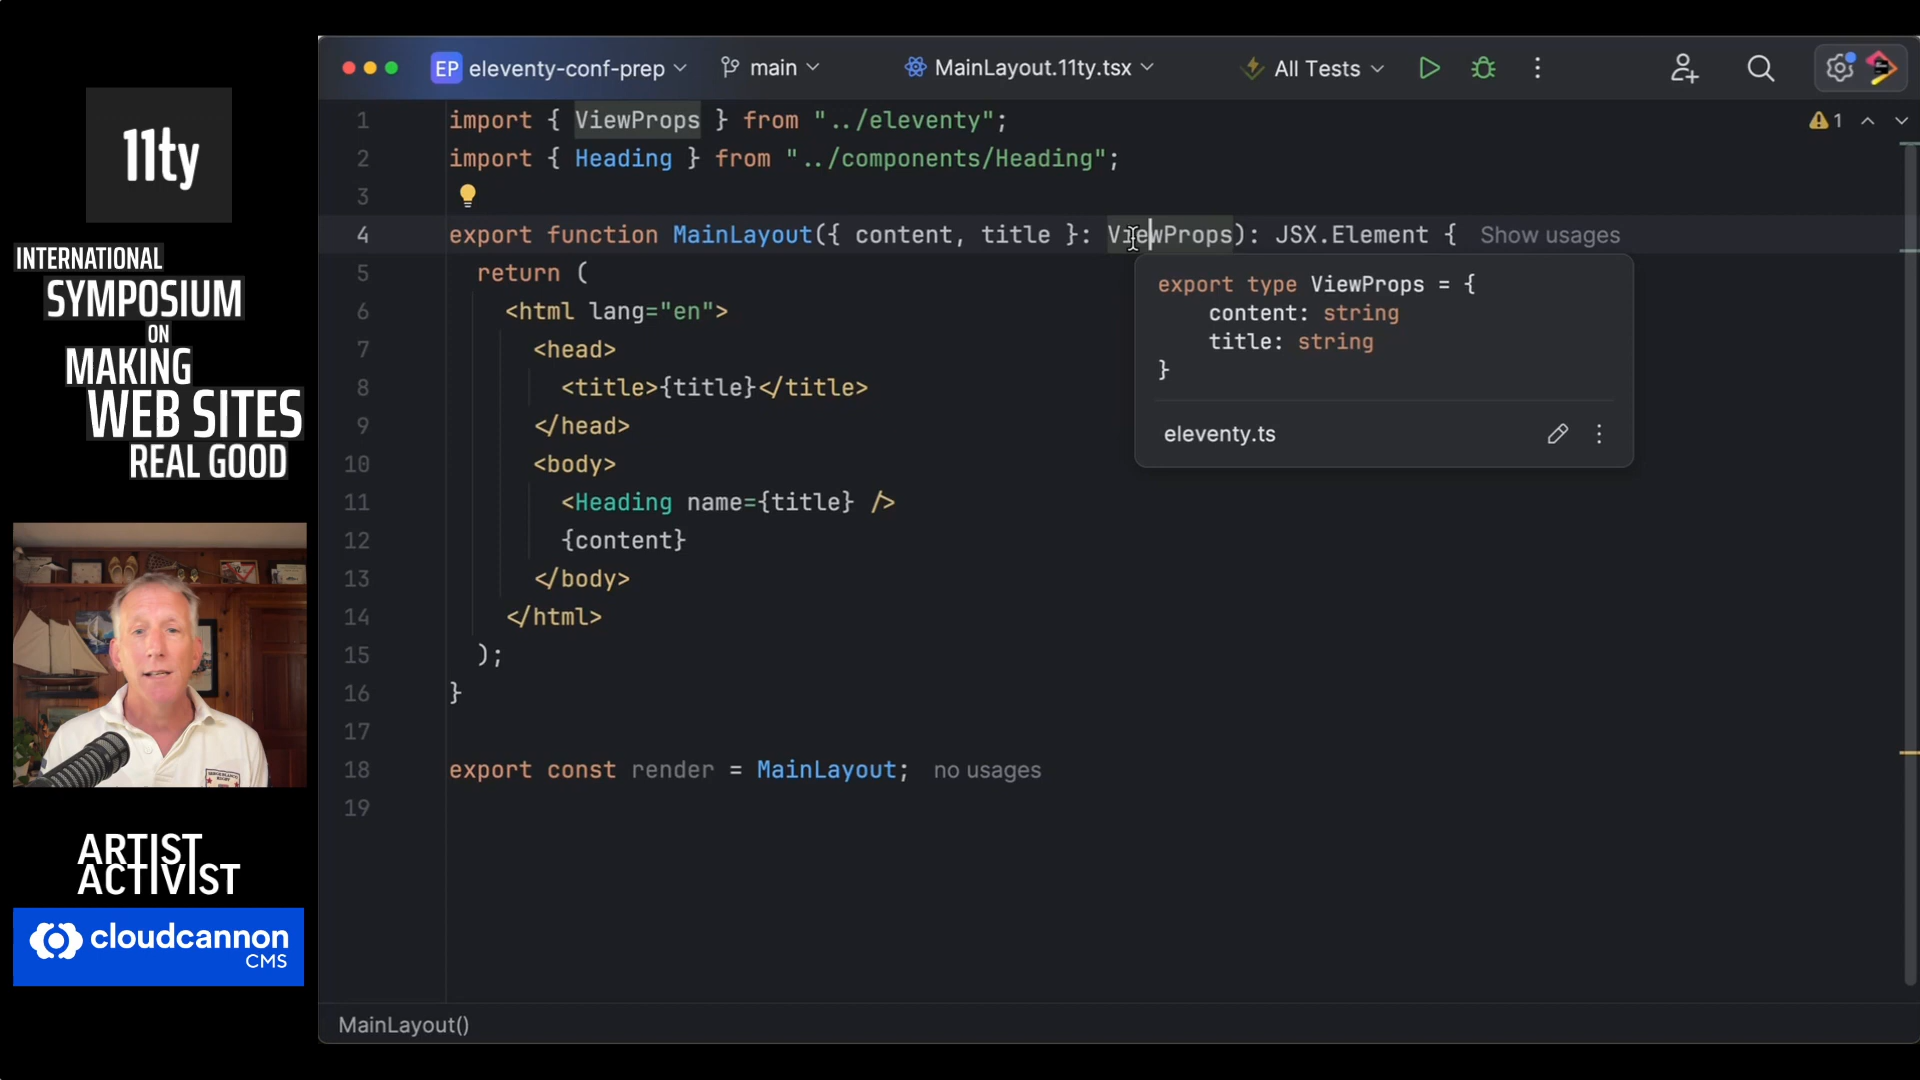 11ty
INTERNATIONAL
SYMPOSIUM
ON
MAKING
WEB SITES
REAL GOOD
ARTIST
ACTIVIST
cloudcannon
CMS
EP eleventy-conf-prep main MainLayout.11ty.tsx All Tests
1 import { ViewProps } from "../eleventy"; 1
2 import { Heading } from "../components/Heading";
3
4 export function MainLayout({ content, title }: ViewProps): JSX.Element { Show usages
5 return (
6 <html lang="en">
7 <head>
8 <title>{title}</title>
9 </head>
10 <body>
11 <Heading name={title} />
12 {content}
13 </body>
14 </html>
15 );
16 }
17
18 export const render = MainLayout; no usages
19
export type ViewProps = {
content: string
title: string
}
eleventy.ts
MainLayout()